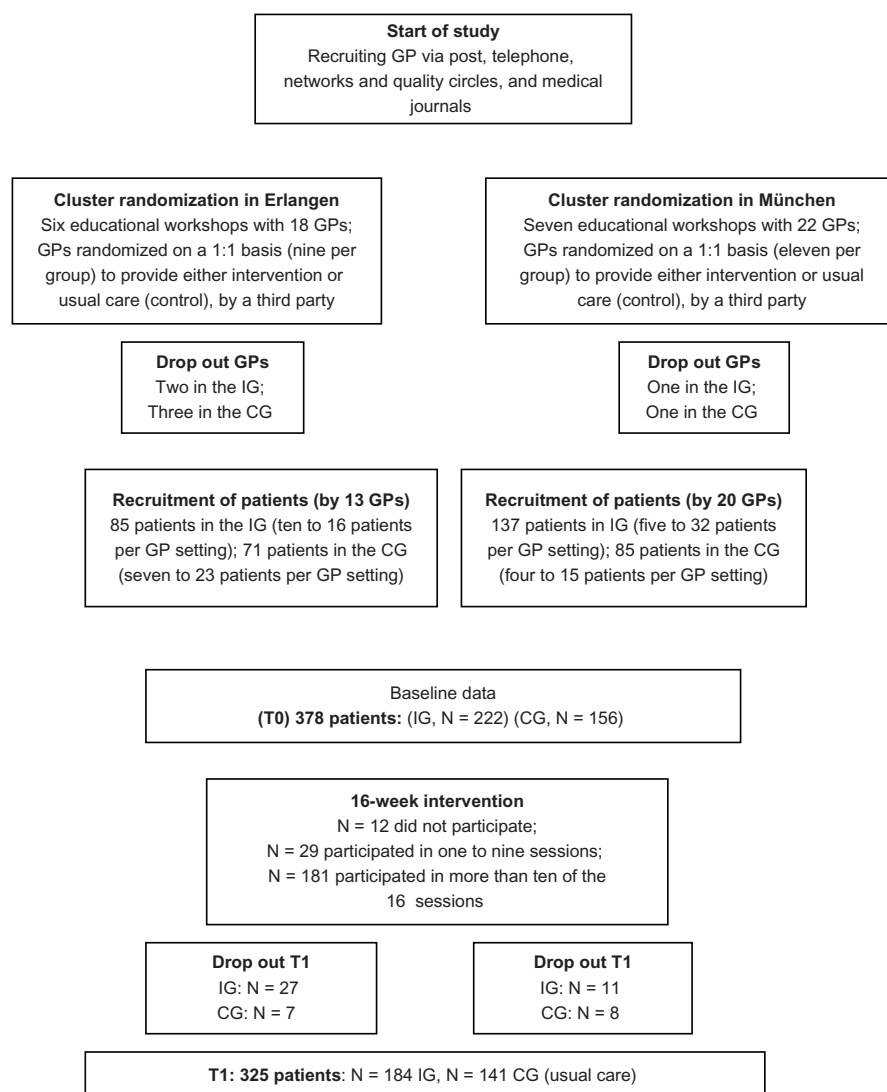 Start of study
Recruiting GP via post, telephone,
networks and quality circles, and medical
journals
Cluster randomization in Erlangen
Six educational workshops with 18 GPs;
GPs randomized on a 1:1 basis (nine per
group) to provide either intervention or
usual care (control), by a third party
Cluster randomization in München
Seven educational workshops with 22 GPs;
GPs randomized on a 1:1 basis (eleven per
group) to provide either intervention or usual
care (control), by a third party
Drop out GPs
Two in the IG;
Three in the CG
Drop out GPs
One in the IG;
One in the CG
Recruitment of patients (by 13 GPs)
85 patients in the IG (ten to 16 patients
per GP setting); 71 patients in the CG
(seven to 23 patients per GP setting)
Recruitment of patients (by 20 GPs)
137 patients in IG (five to 32 patients
per GP setting); 85 patients in the CG
(four to 15 patients per GP setting)
Baseline data
(T0) 378 patients: (IG, N = 222) (CG, N = 156)
16-week intervention
N = 12 did not participate;
N = 29 participated in one to nine sessions;
N = 181 participated in more than ten of the
16 sessions
Drop out T1
IG: N = 27
CG: N = 7
Drop out T1
IG: N = 11
CG: N = 8
T1: 325 patients: N = 184 IG, N = 141 CG (usual care)